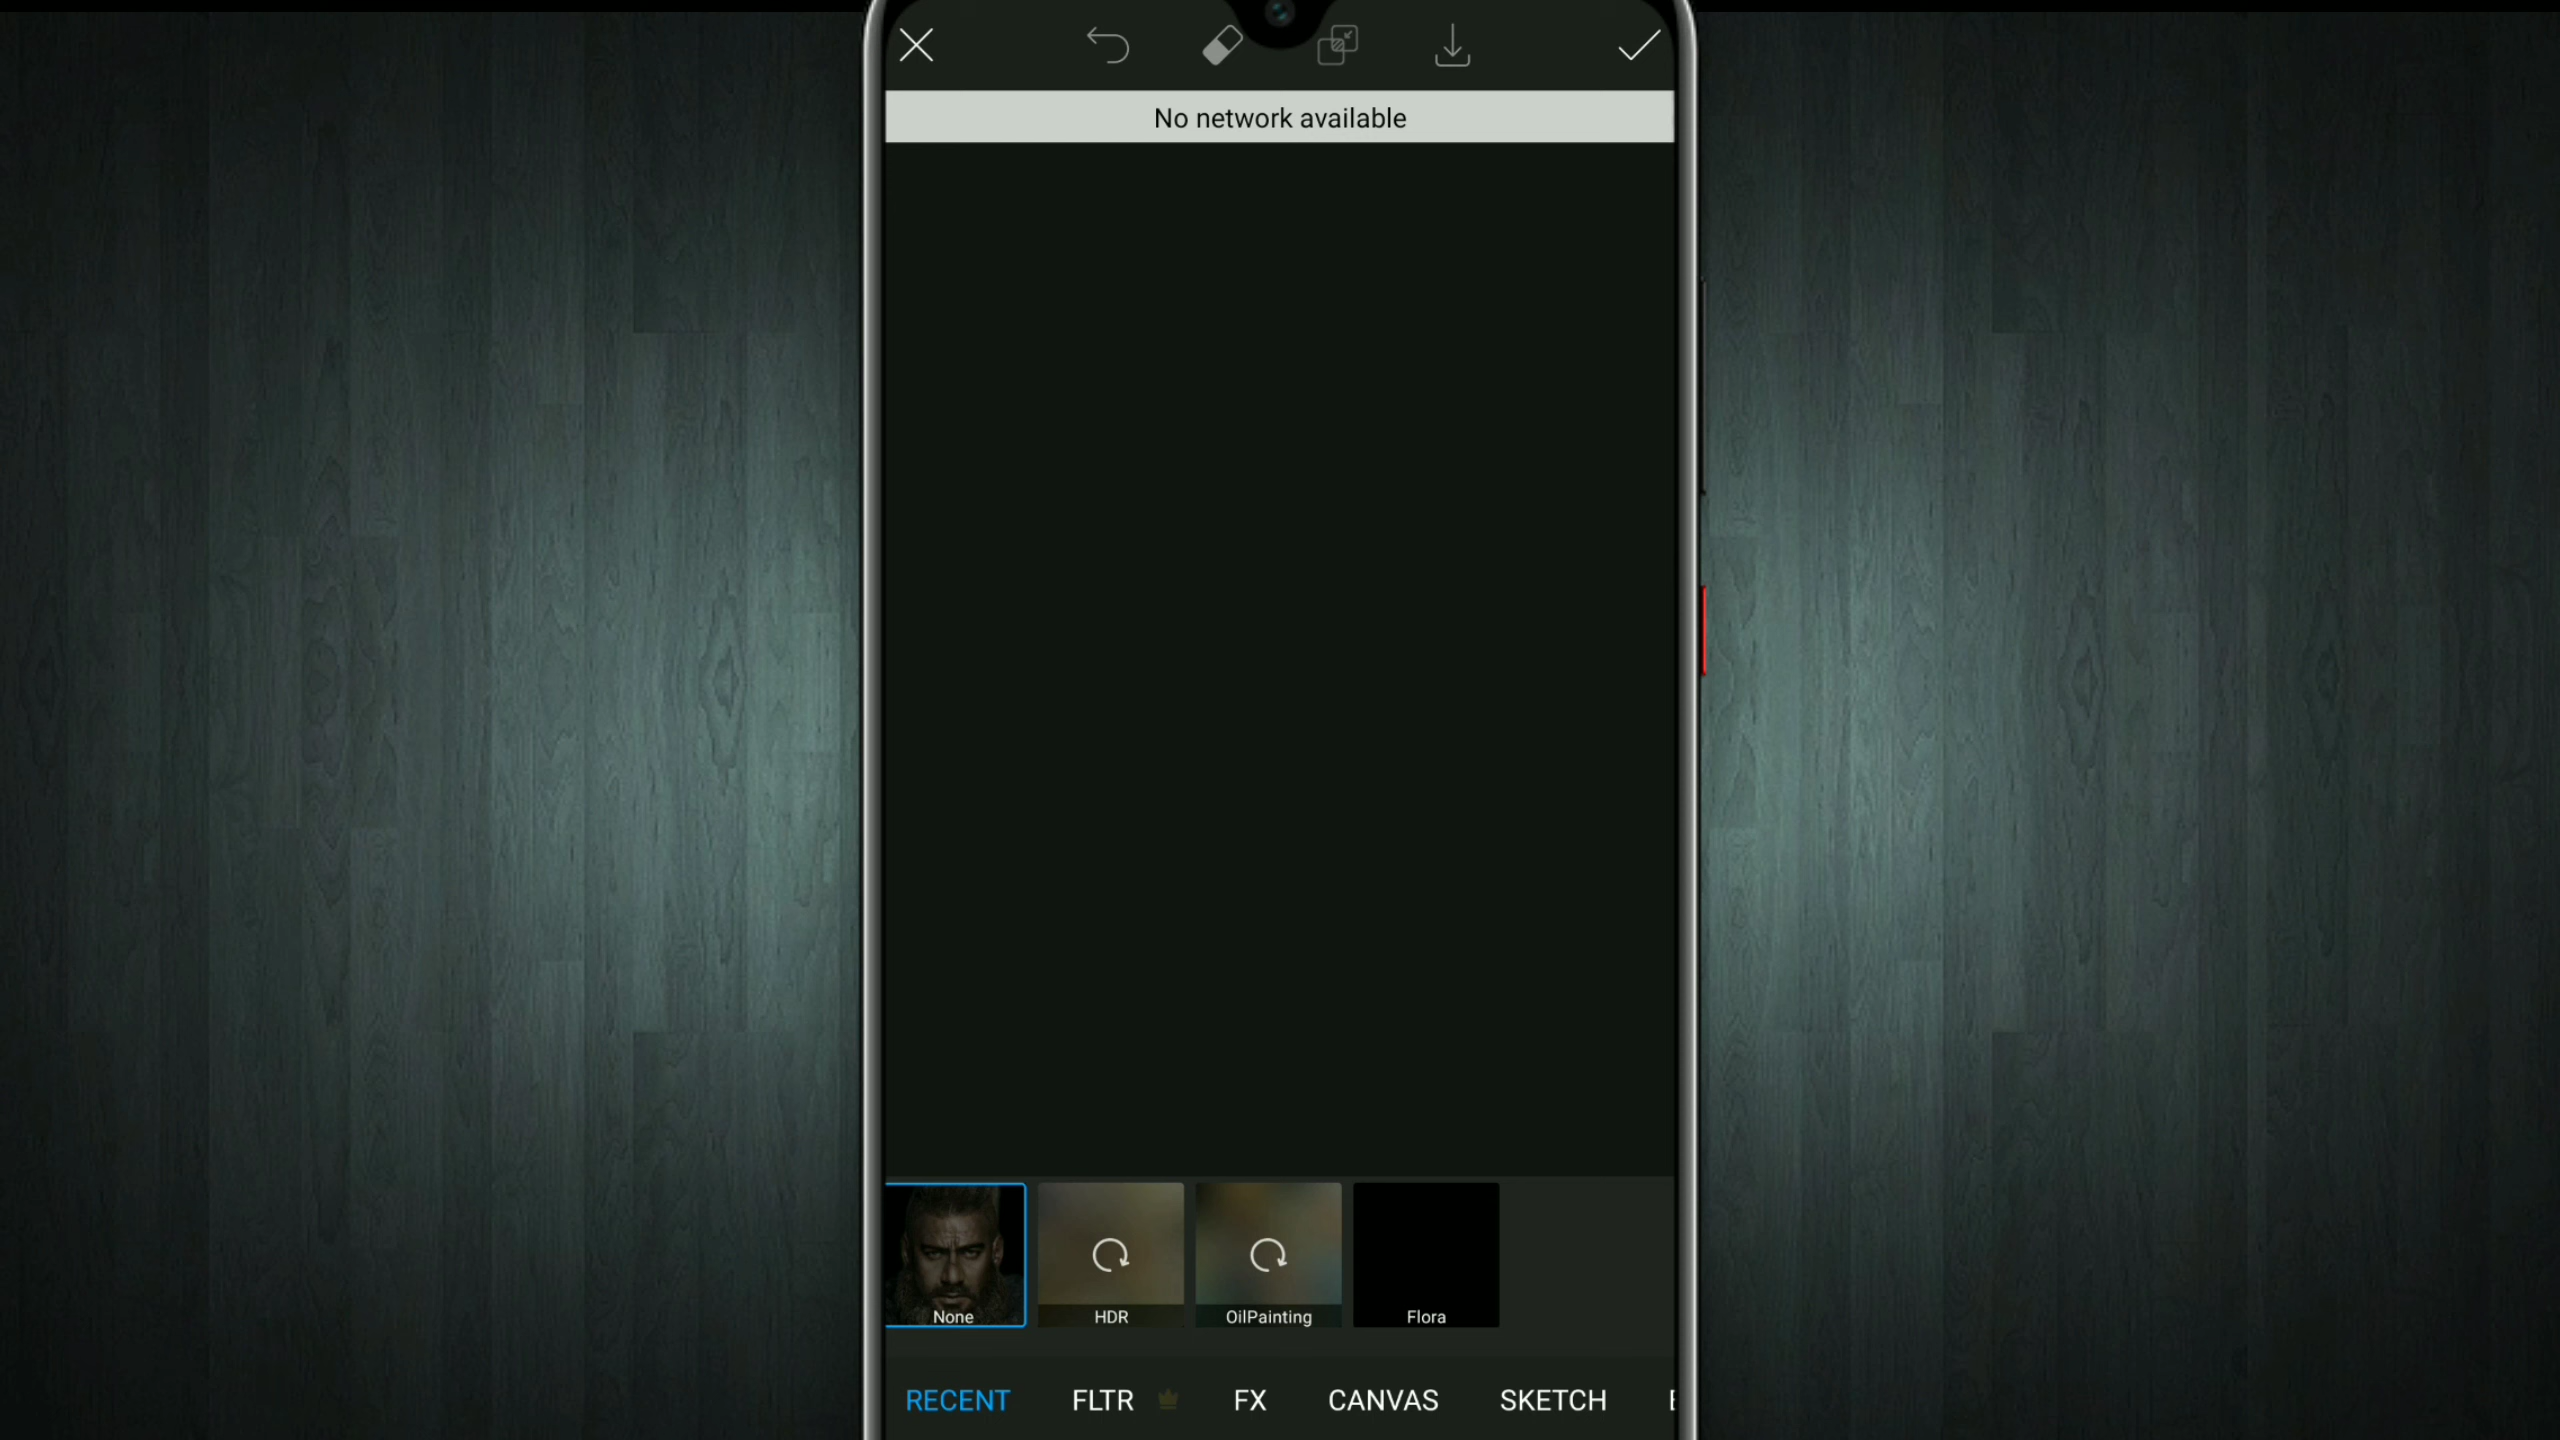 No network available
None
HDR
OilPainting
Flora
RECENT FLTR FX CANVAS SKETCH